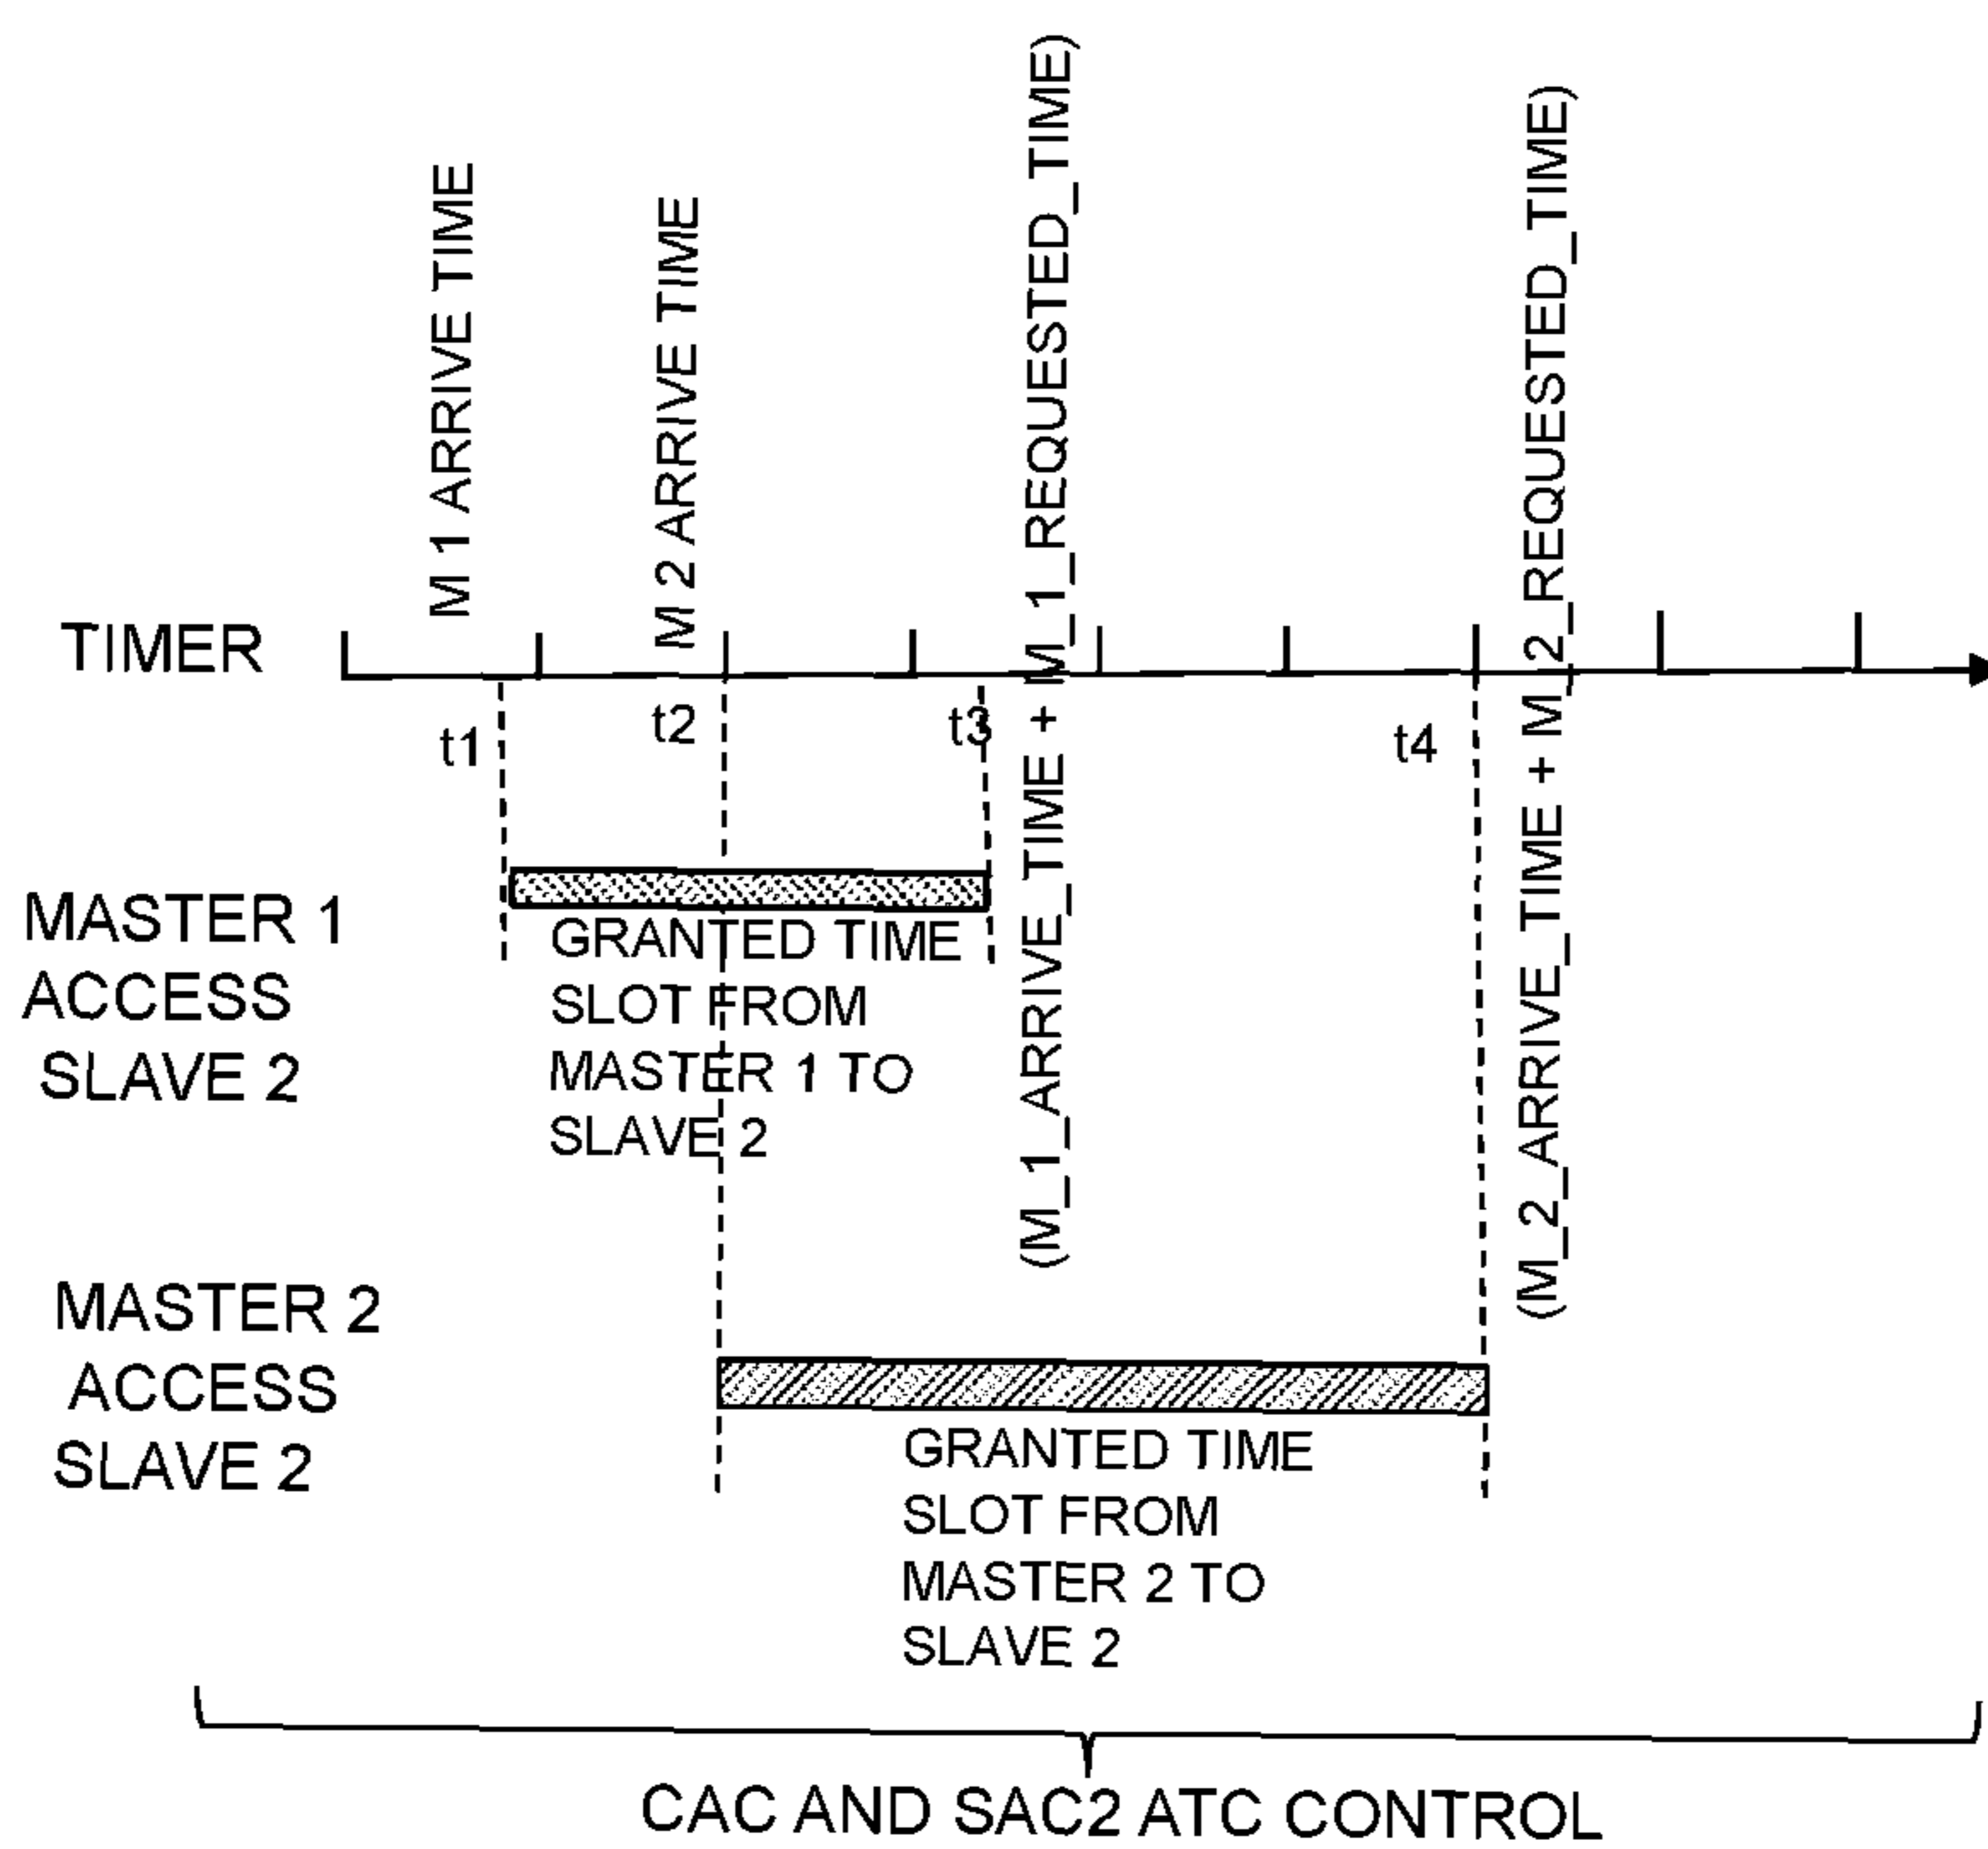 M 1 ARRIVE TIME
M 2 ARRIVE TIME
(M_1_ARRIVE_TIME + M_1_REQUESTED_TIME)
(M_2_ARRIVE_TIME + M_2_REQUESTED_TIME)
TIMER
t1
t2
t3
t4
MASTER 1
ACCESS
SLAVE 2
GRANTED TIME
SLOT FROM
MASTER 1 TO
SLAVE 2
MASTER 2
ACCESS
SLAVE 2
GRANTED TIME
SLOT FROM
MASTER 2 TO
SLAVE 2
CAC AND SAC2 ATC CONTROL